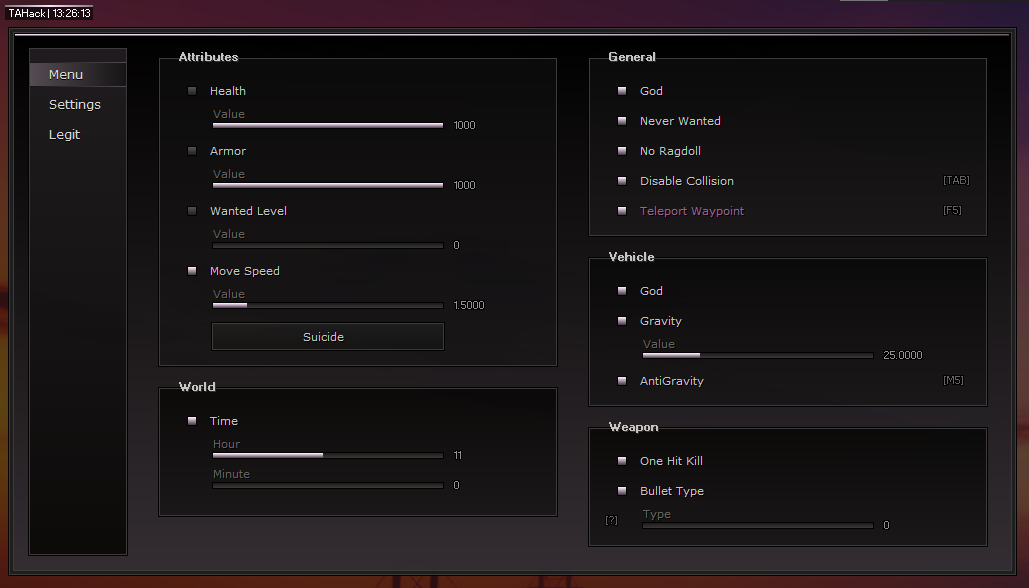 TAHack | 13:26:13
Menu
Settings
Legit
Attributes
Health
Value
1000
Armor
Value
1000
Wanted Level
Value
0
Move Speed
Value
1.5000
Suicide
World
Time
Hour
11
Minute
0
General
God
Never Wanted
No Ragdoll
Disable Collision [TAB]
Teleport Waypoint [F5]
Vehicle
God
Gravity
Value
25.0000
AntiGravity [M5]
Weapon
One Hit Kill
Bullet Type
Type
[?] 0